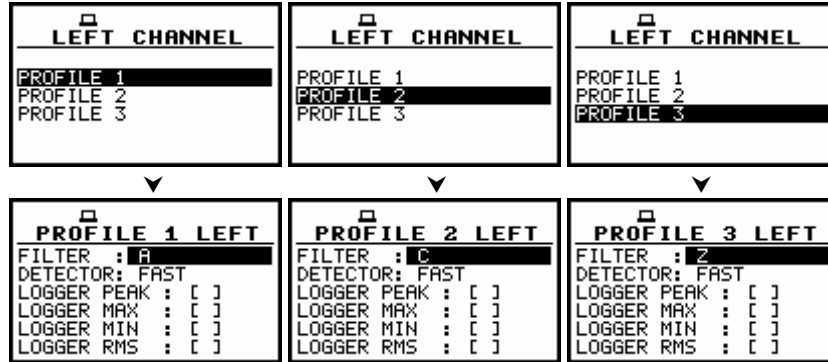 LEFT CHANNEL
PROFILE 1
PROFILE 2
PROFILE 3
LEFT CHANNEL
PROFILE 1
PROFILE 2
PROFILE 3
LEFT CHANNEL
PROFILE 1
PROFILE 2
PROFILE 3
PROFILE 1 LEFT
FILTER : A
DETECTOR: FAST
LOGGER PEAK : [ ]
LOGGER MAX : [ ]
LOGGER MIN : [ ]
LOGGER RMS : [ ]
PROFILE 2 LEFT
FILTER : C
DETECTOR: FAST
LOGGER PEAK : [ ]
LOGGER MAX : [ ]
LOGGER MIN : [ ]
LOGGER RMS : [ ]
PROFILE 3 LEFT
FILTER : Z
DETECTOR: FAST
LOGGER PEAK : [ ]
LOGGER MAX : [ ]
LOGGER MIN : [ ]
LOGGER RMS : [ ]